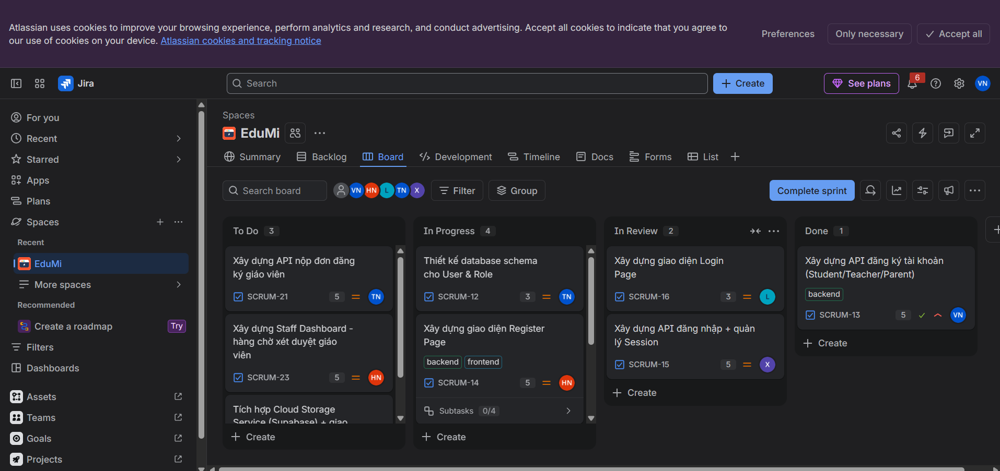 Atlassian uses cookies to improve your browsing experience, perform analytics and research, and conduct advertising. Accept all cookies to indicate that you agree to
our use of cookies on your device. Atlassian cookies and tracking notice
Preferences
Only necessary
Accept all
Jira
Search
Create
See plans
6
VN
For you
Recent
Starred
Apps
Plans
Spaces
Recent
EduMi
More spaces
Recommended
Create a roadmap
Try
Filters
Dashboards
Assets
Teams
Goals
Projects
Spaces
EduMi
Summary
Backlog
Board
Development
Timeline
Docs
Forms
List
Search board
VN
HN
L
TN
X
Filter
Group
Complete sprint
To Do 3
Xây dựng API nộp đơn đăng
ký giáo viên
SCRUM-21 5 TN
Xây dựng Staff Dashboard -
hàng chờ xét duyệt giáo
viên
SCRUM-23 5 HN
Tích hợp Cloud Storage
Service (Supabase) + giao
Create
In Progress 4
Thiết kế database schema
cho User & Role
SCRUM-12 3 TN
Xây dựng giao diện Register
Page
backend frontend
SCRUM-14 5 HN
Subtasks 0/4
Create
In Review 2
Xây dựng giao diện Login
Page
SCRUM-16 3 L
Xây dựng API đăng nhập + quản
lý Session
SCRUM-15 5 X
Create
Done 1
Xây dựng API đăng ký tài khoản
(Student/Teacher/Parent)
backend
SCRUM-13 5 VN
Create